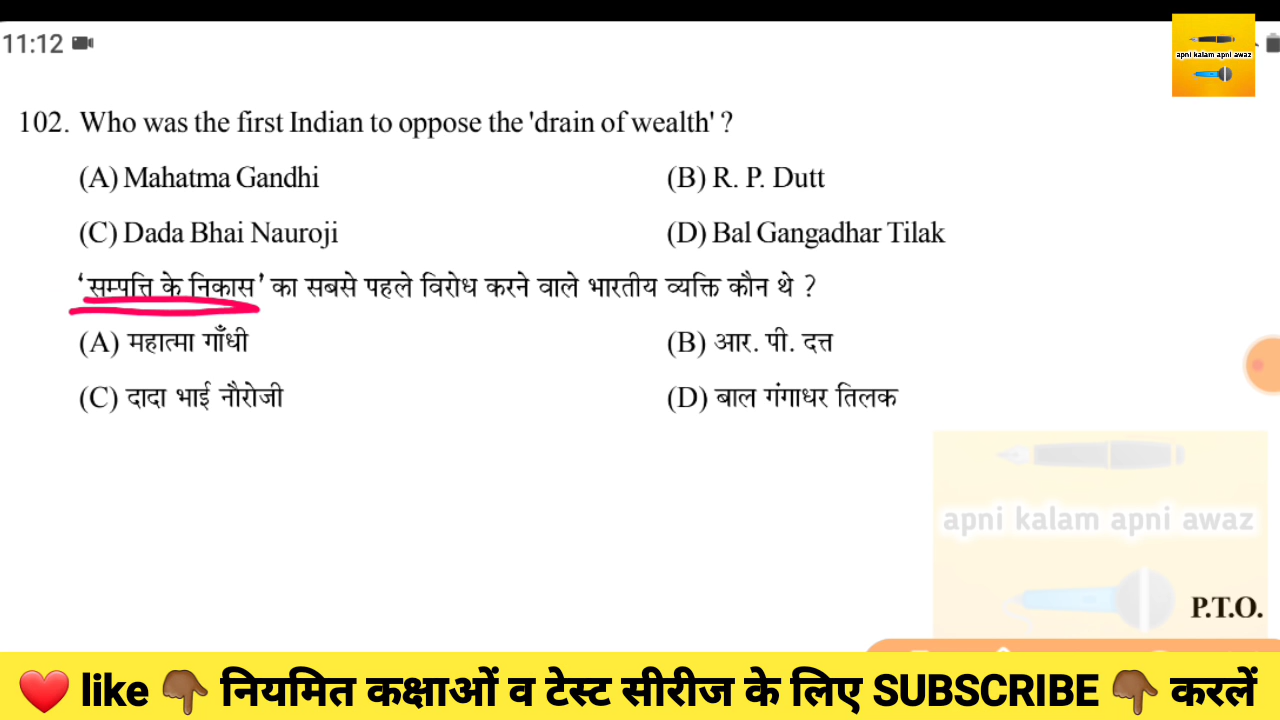 11:12
apni kalam apni awaz
102. Who was the first Indian to oppose the 'drain of wealth' ?
(A) Mahatma Gandhi (B) R. P. Dutt
(C) Dada Bhai Nauroji (D) Bal Gangadhar Tilak
'सम्पत्ति के निकास' का सबसे पहले विरोध करने वाले भारतीय व्यक्ति कौन थे ?
(A) महात्मा गाँधी (B) आर. पी. दत्त
(C) दादा भाई नौरोजी (D) बाल गंगाधर तिलक
apni kalam apni awaz
P.T.O.
❤️ like 👇🏾 नियमित कक्षाओं व टेस्ट सीरीज के लिए SUBSCRIBE 👇🏾 करलें